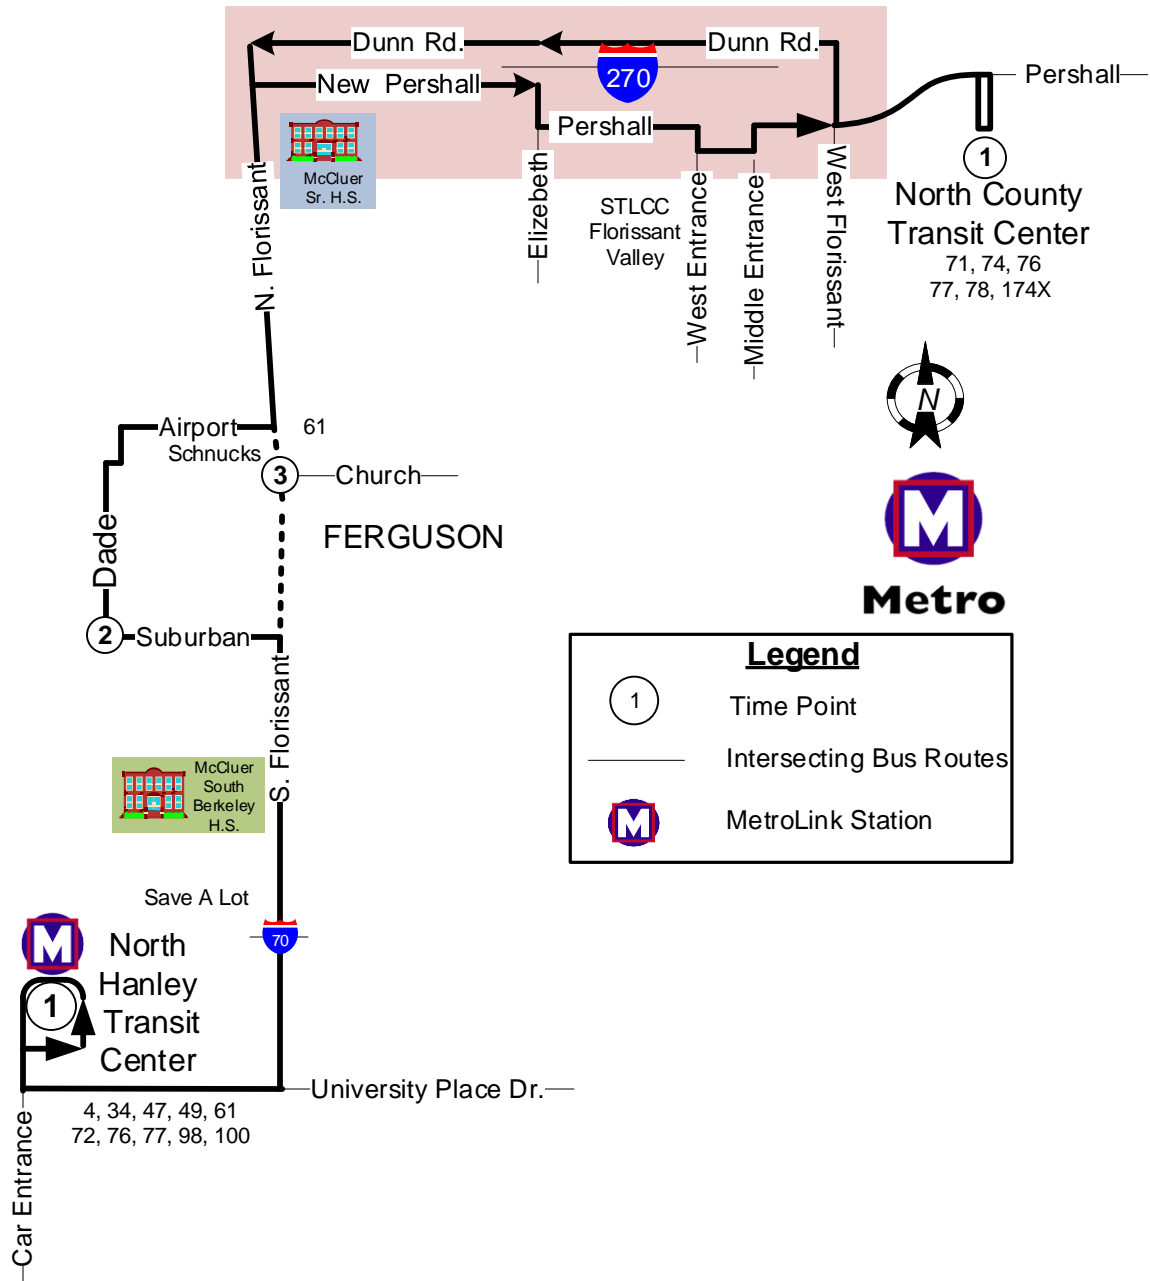 Dunn Rd.
Dunn Rd.
270
New Pershall
Pershall
Pershall
1
McCluer
Sr. H.S.
North County
Transit Center
71, 74, 76
77, 78, 174X
N. Florissant
Elizebeth
STLCC
Florissant
Valley
West Entrance
Middle Entrance
West Florissant
N
Airport
61
Schnucks
3
Church
FERGUSON
Dade
2
Suburban
M
Metro
S. Florissant
Legend
1
Time Point
Intersecting Bus Routes
M
MetroLink Station
McCluer
South
Berkeley
H.S.
Save A Lot
70
M
North
Hanley
Transit
Center
1
University Place Dr.
4, 34, 47, 49, 61
72, 76, 77, 98, 100
Car Entrance